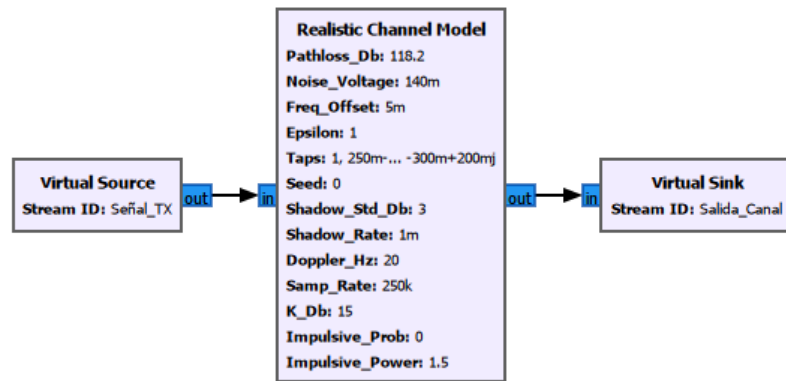 Realistic Channel Model
Pathloss_Db: 118.2
Noise_Voltage: 140m
Freq_Offset: 5m
Epsilon: 1
Taps: 1, 250m-... -300m+200mj
Seed: 0
Shadow_Std_Db: 3
Shadow_Rate: 1m
Doppler_Hz: 20
Samp_Rate: 250k
K_Db: 15
Impulsive_Prob: 0
Impulsive_Power: 1.5
in
out
Virtual Source
Stream ID: Señal_TX
out
Virtual Sink
Stream ID: Salida_Canal
in